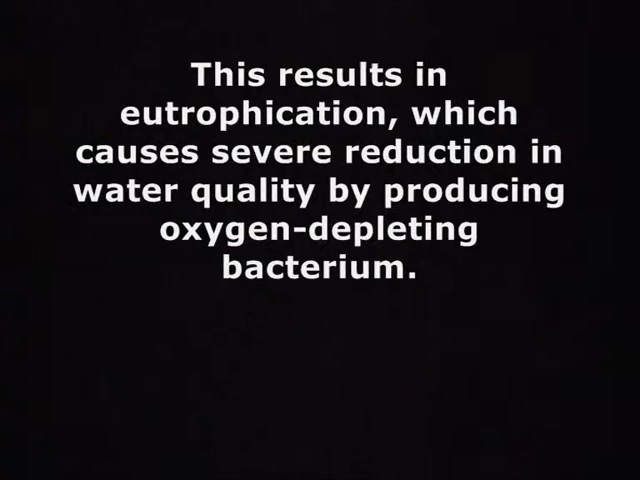 This results in
eutrophication, which
causes severe reduction in
water quality by producing
oxygen-depleting
bacterium.